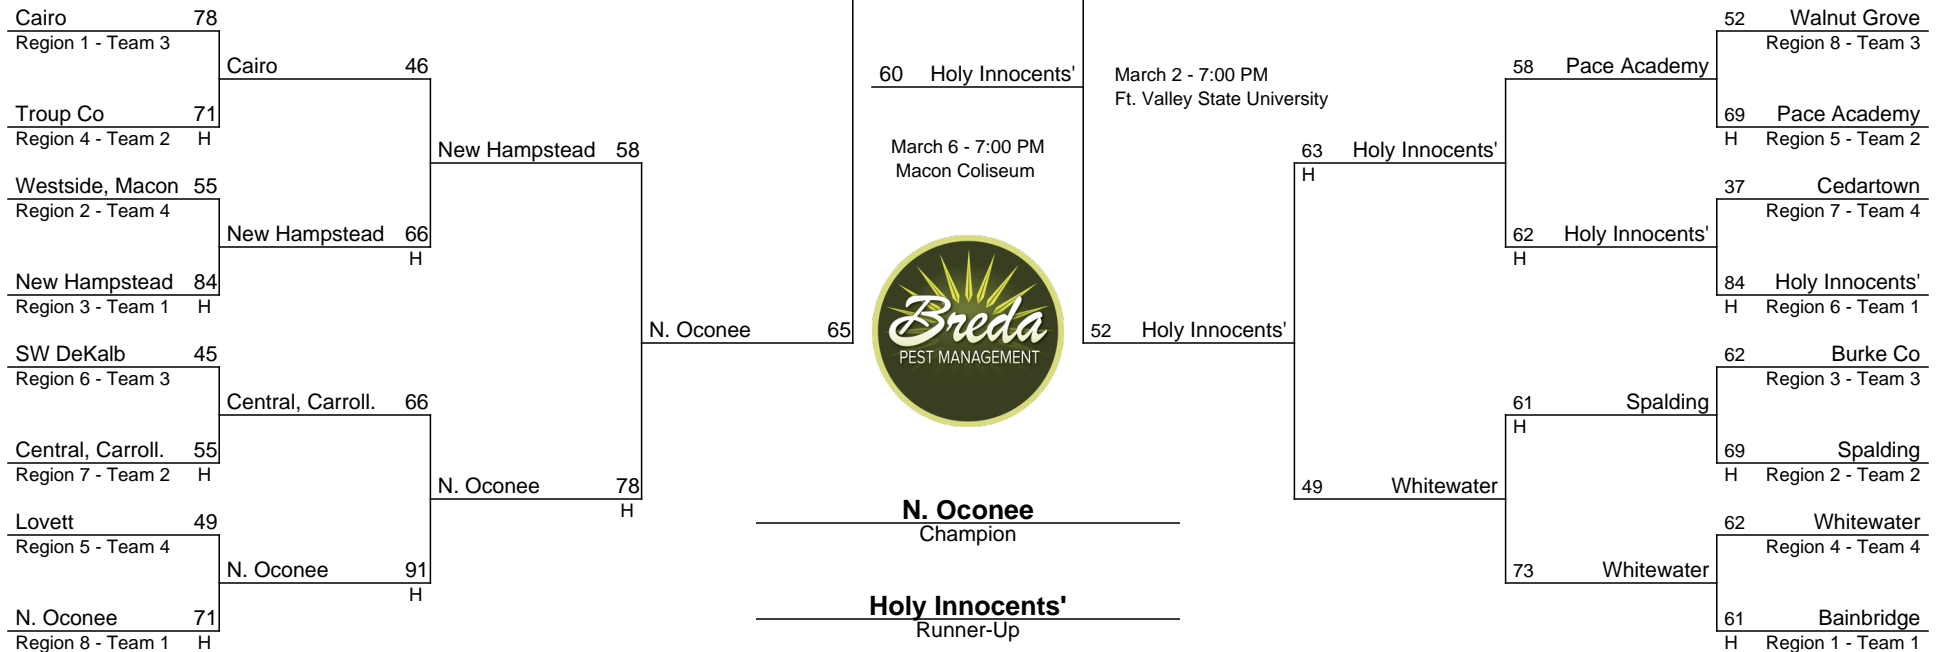 Cairo 78
Region 1 - Team 3
Cairo 46
Troup Co 71
Region 4 - Team 2 H
New Hampstead 58
Westside, Macon 55
Region 2 - Team 4
New Hampstead 66
H
New Hampstead 84
Region 3 - Team 1 H
N. Oconee 65
SW DeKalb 45
Region 6 - Team 3
Central, Carroll. 66
Central, Carroll. 55
Region 7 - Team 2 H
N. Oconee 78
H
Lovett 49
Region 5 - Team 4
N. Oconee 91
H
N. Oconee 71
Region 8 - Team 1 H
60 Holy Innocents'
March 6 - 7:00 PM
Macon Coliseum
Breda
PEST MANAGEMENT
N. Oconee
Champion
Holy Innocents'
Runner-Up
March 2 - 7:00 PM
Ft. Valley State University
52 Holy Innocents'
63 Holy Innocents'
H
49 Whitewater
58 Pace Academy
62 Holy Innocents'
H
61 Spalding
H
73 Whitewater
52 Walnut Grove
Region 8 - Team 3
69 Pace Academy
H Region 5 - Team 2
37 Cedartown
Region 7 - Team 4
84 Holy Innocents'
H Region 6 - Team 1
62 Burke Co
Region 3 - Team 3
69 Spalding
H Region 2 - Team 2
62 Whitewater
Region 4 - Team 4
61 Bainbridge
H Region 1 - Team 1